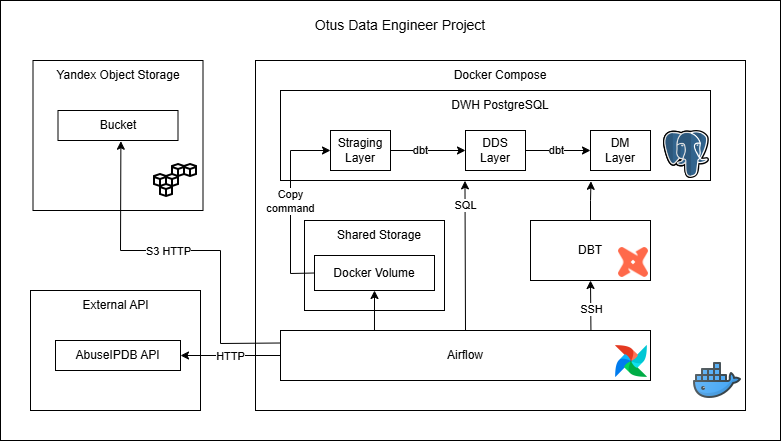 Otus Data Engineer Project
Yandex Object Storage
Bucket
Docker Compose
DWH PostgreSQL
Straging
Layer
dbt
DDS
Layer
dbt
DM
Layer
Copy
command
SQL
Shared Storage
Docker Volume
DBT
S3 HTTP
External API
AbuseIPDB API
HTTP
SSH
Airflow